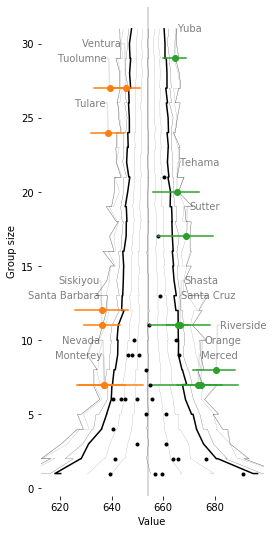 Yuba
Ventura
Tuolumne
30
Tulare
25
Tehama
20
Sutter
15
Siskiyou Shasta
Santa Barbara Santa Cruz
Riverside
10
Nevada Orange
Monterey Merced
5
0
Group size
620 640 660 680
Value